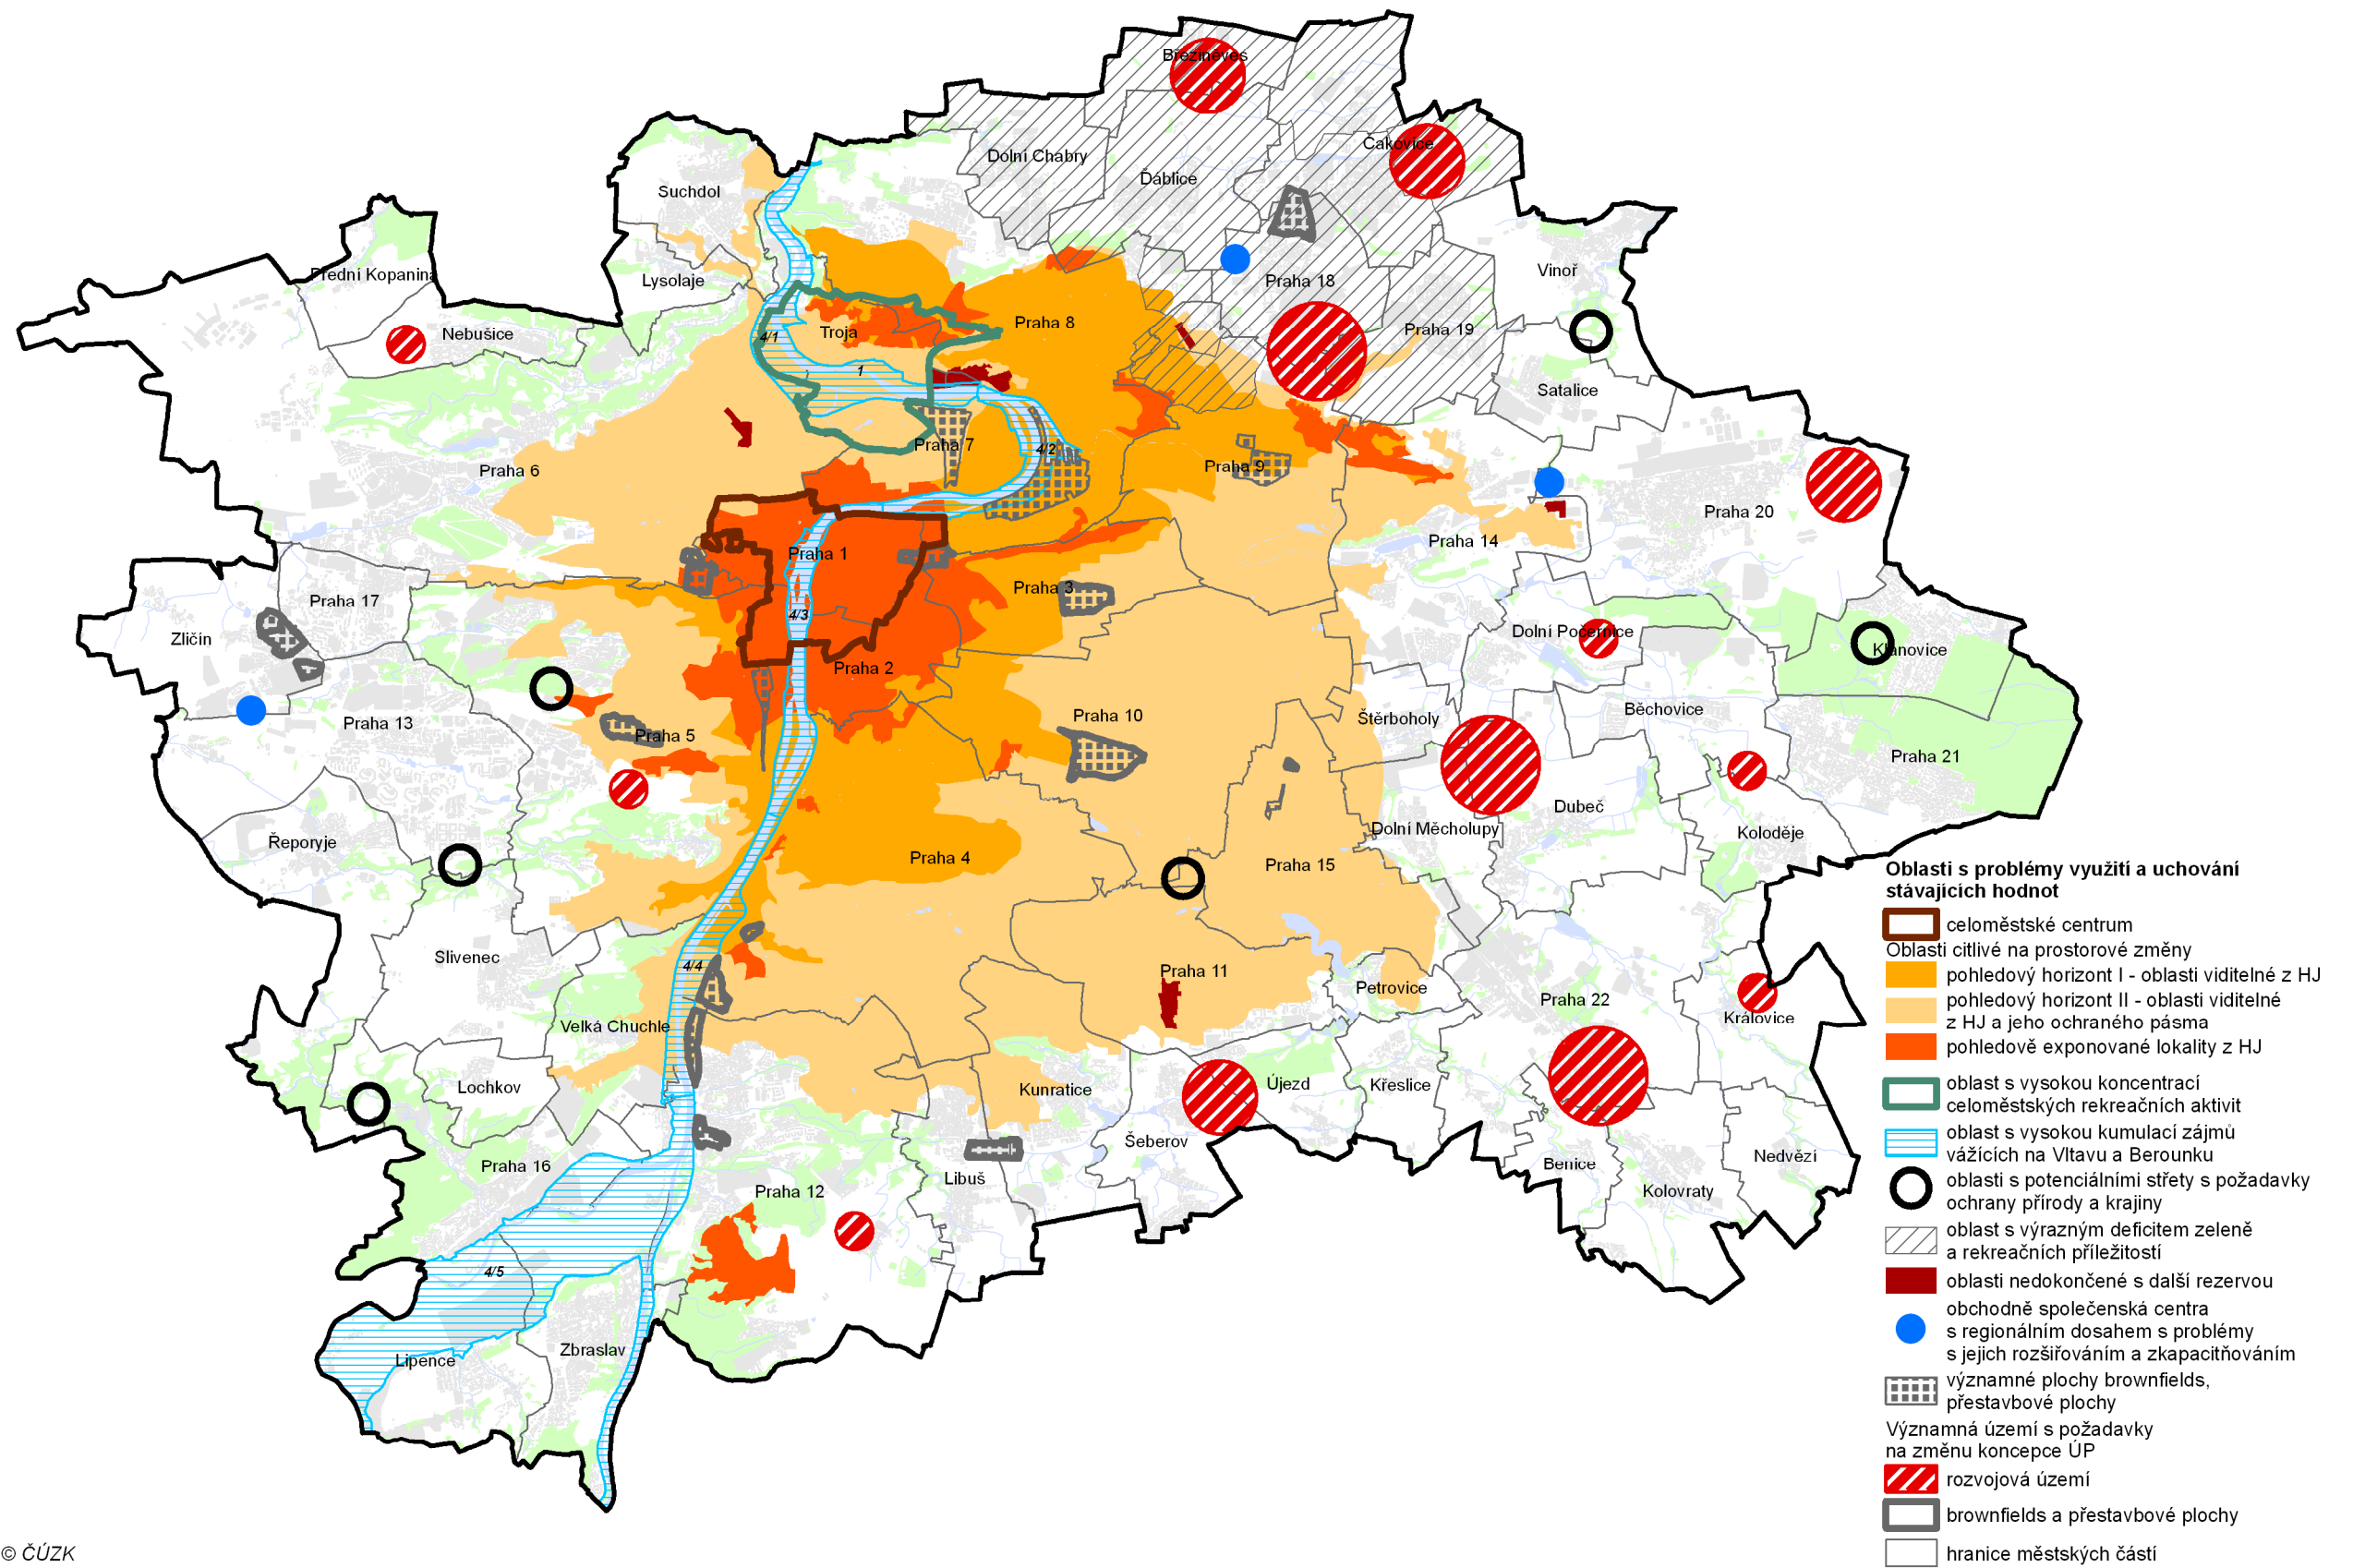 Březiněves
Čakovice
Dolní Chabry
Ďáblice
Suchdol
Lysolaje
Přední Kopanina
Nebušice
Vinoř
Praha 18
Praha 19
Praha 8
Troja
4/1
1
Satalice
Praha 7
4/2
Praha 9
Praha 6
Praha 20
Praha 14
Praha 1
Praha 3
4/3
Praha 17
Zličín
Dolní Počernice
Klánovice
Praha 2
Praha 13
Praha 5
Praha 10
Štěrboholy
Běchovice
Praha 21
Dubeč
Dolní Měcholupy
Koloděje
Řeporyje
Praha 4
Praha 15
Slivenec
4/4
Praha 11
Petrovice
Praha 22
Královice
Velká Chuchle
Lochkov
Kunratice
Újezd
Křeslice
Šeberov
Praha 16
Praha 12
Libuš
Benice
Kolovraty
Nedvězí
4/5
Zbraslav
Lipence
Oblasti s problémy využití a uchování
stávajících hodnot
celoměstské centrum
Oblasti citlivé na prostorové změny
pohledový horizont I - oblasti viditelné z HJ
pohledový horizont II - oblasti viditelné
z HJ a jeho ochraného pásma
pohledově exponované lokality z HJ
oblast s vysokou koncentrací
celoměstských rekreačních aktivit
oblast s vysokou kumulací zájmů
vážících na Vltavu a Berounku
oblasti s potenciálními střety s požadavky
ochrany přírody a krajiny
oblast s výrazným deficitem zeleně
a rekreačních příležitostí
oblasti nedokončené s další rezervou
obchodně společenská centra
s regionálním dosahem s problémy
s jejich rozšiřováním a zkapacitňováním
významné plochy brownfields,
přestavbové plochy
Významná území s požadavky
na změnu koncepce ÚP
rozvojová území
brownfields a přestavbové plochy
hranice městských částí
© ČÚZK